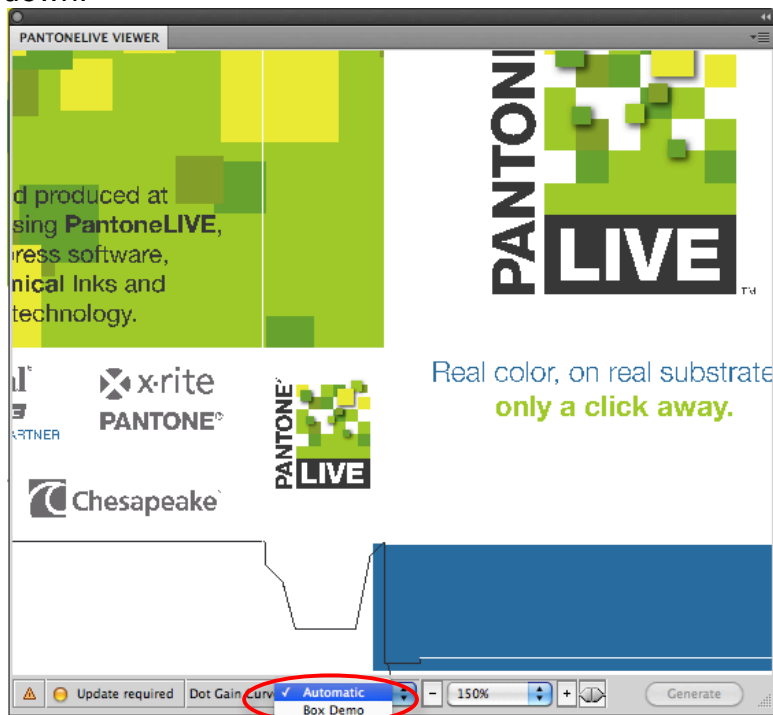 down.
PANTONELIVE VIEWER
d produced at
sing PantoneLIVE,
ress software,
nical Inks and
technology.
PANTONE
LIVE
TM
Real color, on real substrate
only a click away.
x·rite
PANTONE®
ARTNER
PANTONE
LIVE
Chesapeake
Update required
Dot Gain Curv
✓ Automatic
Box Demo
- 150% +
Generate